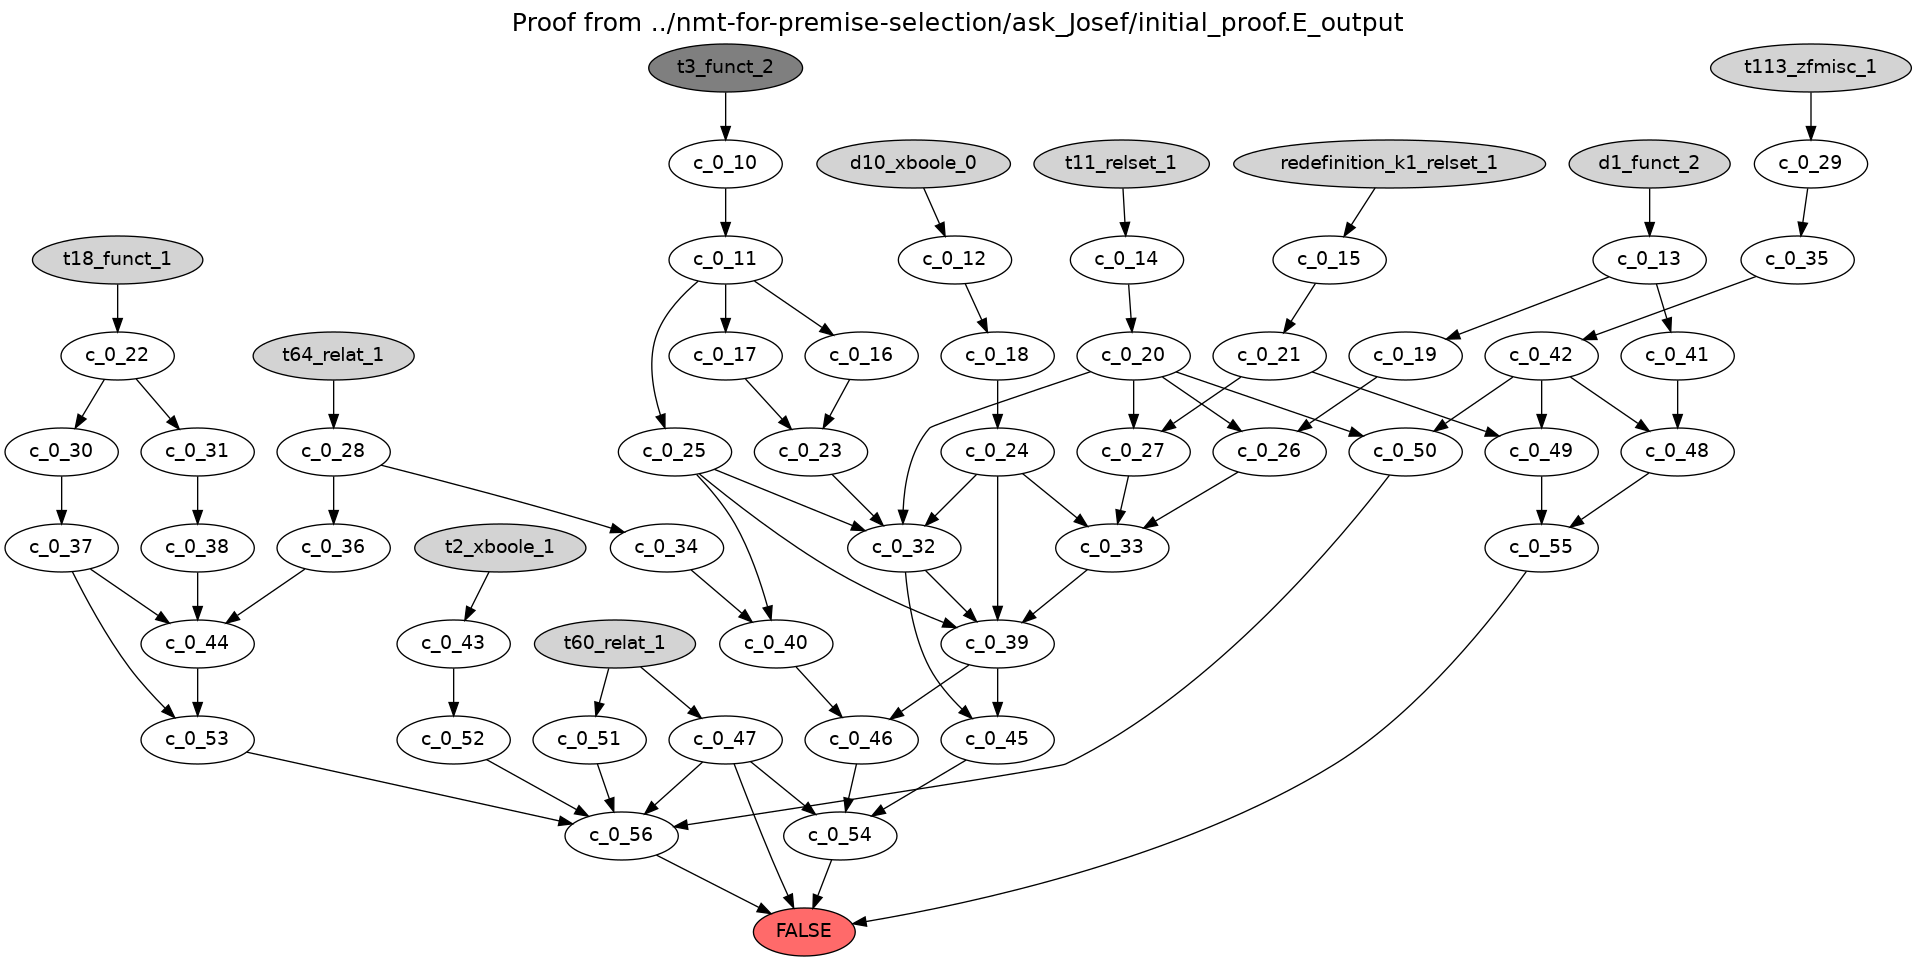 Proof from ../nmt-for-premise-selection/ask_Josef/initial_proof.E_output
t3_funct_2 t113_zfmisc_1
c_0_10 d10_xboole_0 t11_relset_1 redefinition_k1_relset_1 d1_funct_2 c_0_29
t18_funct_1 c_0_11 c_0_12 c_0_14 c_0_15 c_0_13 c_0_35
c_0_22 t64_relat_1 c_0_17 c_0_16 c_0_18 c_0_20 c_0_21 c_0_19 c_0_42 c_0_41
c_0_30 c_0_31 c_0_28 c_0_25 c_0_23 c_0_24 c_0_27 c_0_26 c_0_50 c_0_49 c_0_48
c_0_37 c_0_38 c_0_36 t2_xboole_1 c_0_34 c_0_32 c_0_33 c_0_55
c_0_44 c_0_43 t60_relat_1 c_0_40 c_0_39
c_0_53 c_0_52 c_0_51 c_0_47 c_0_46 c_0_45
c_0_56 c_0_54
FALSE